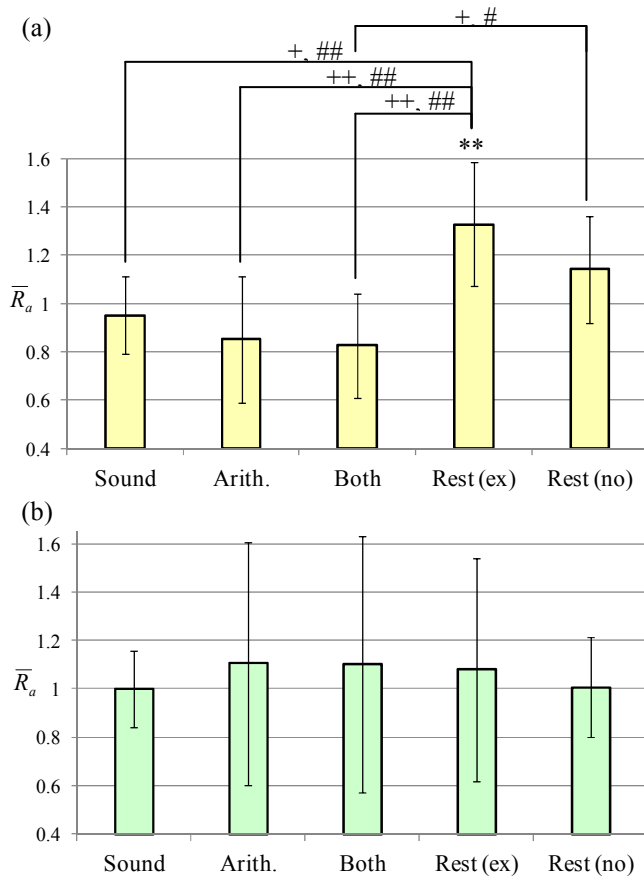 (a)
+, #
+, ##
++, ##
++, ##
**
1.6
1.4
1.2
R̅a 1
0.8
0.6
0.4
Sound Arith. Both Rest (ex) Rest (no)
(b)
1.6
1.4
1.2
R̅a 1
0.8
0.6
0.4
Sound Arith. Both Rest (ex) Rest (no)